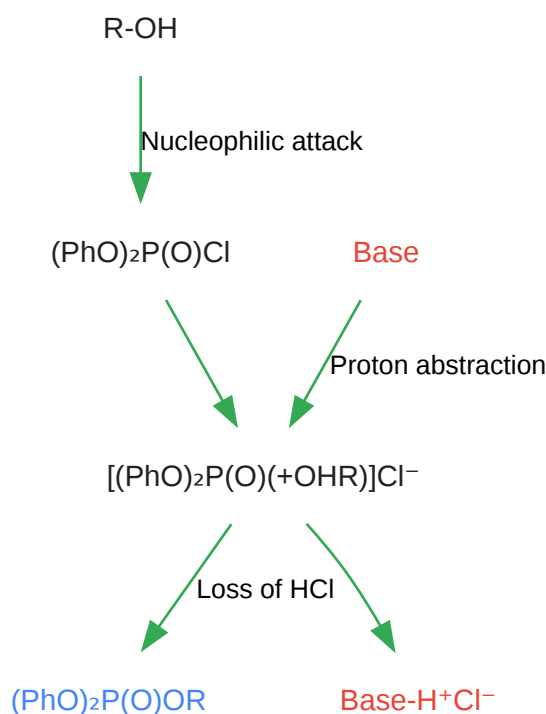 R-OH
Nucleophilic attack
(PhO)₂P(O)Cl
Base
Proton abstraction
[(PhO)₂P(O)(+OHR)]Cl⁻
Loss of HCl
(PhO)₂P(O)OR
Base-H⁺Cl⁻